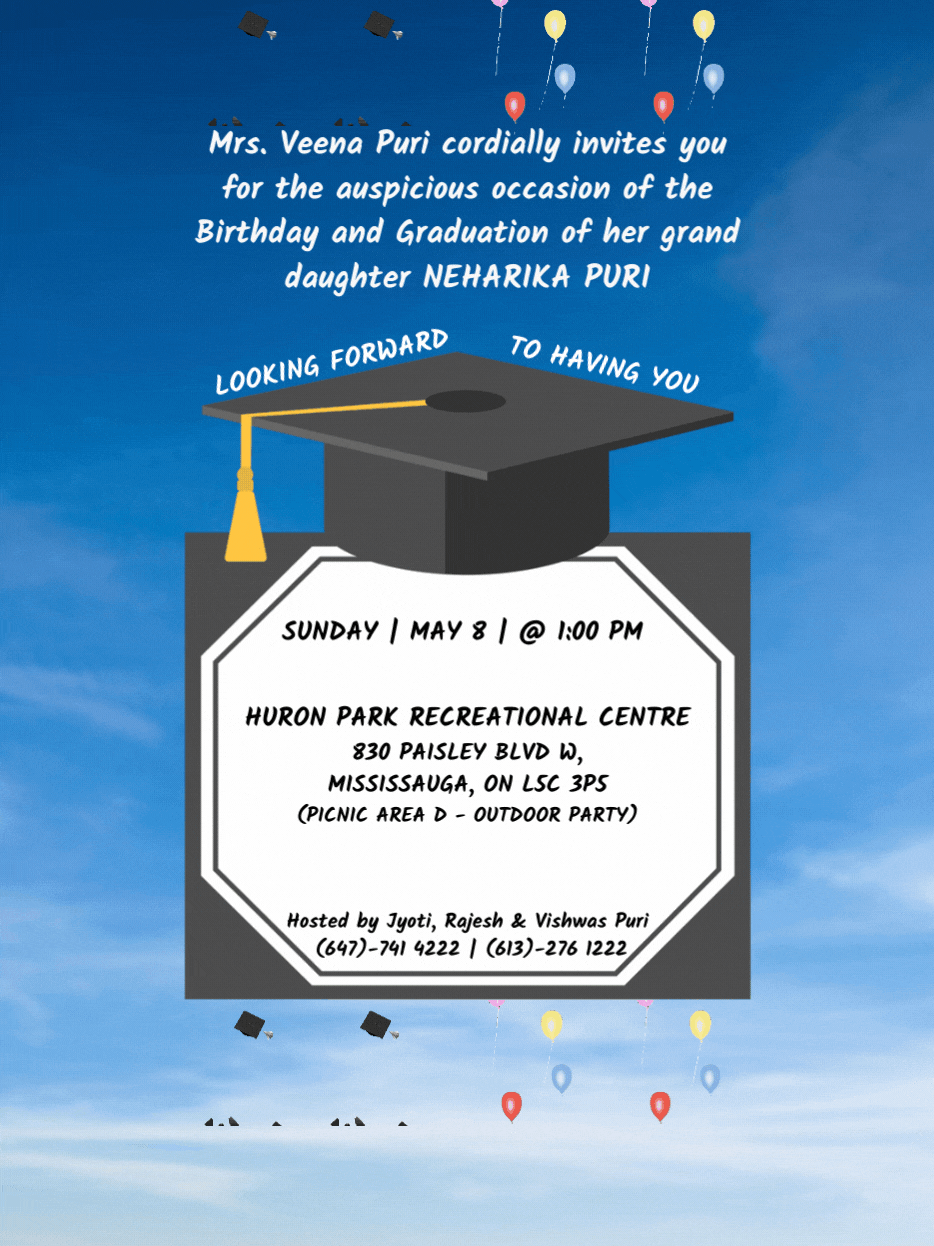 Mrs. Veena Puri cordially invites you
for the auspicious occasion of the
Birthday and Graduation of her grand
daughter NEHARIKA PURI
LOOKING FORWARD TO HAVING YOU
SUNDAY | MAY 8 | @ 1:00 PM
HURON PARK RECREATIONAL CENTRE
830 PAISLEY BLVD W,
MISSISSAUGA, ON L5C 3P5
(PICNIC AREA D - OUTDOOR PARTY)
Hosted by Jyoti, Rajesh & Vishwas Puri
(647)-741 4222 | (613)-276 1222